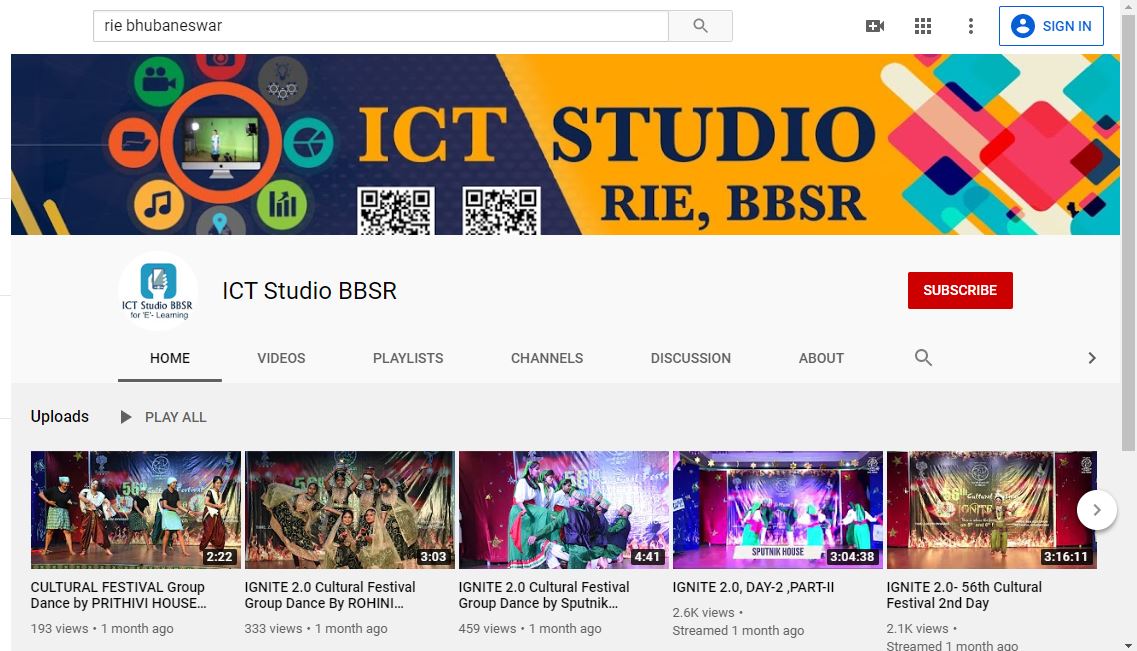 rie bhubaneswar
SIGN IN
ICT STUDIO
RIE, BBSR
ICT Studio BBSR
for 'E'- Learning
ICT Studio BBSR
SUBSCRIBE
HOME
VIDEOS
PLAYLISTS
CHANNELS
DISCUSSION
ABOUT
Uploads
PLAY ALL
56th
2:22
3:03
4:41
SPUTNIK HOUSE
3:04:38
56th Cultural Festival
IGNITE
3:16:11
CULTURAL FESTIVAL Group
Dance by PRITHIVI HOUSE...
193 views • 1 month ago
IGNITE 2.0 Cultural Festival
Group Dance By ROHINI...
333 views • 1 month ago
IGNITE 2.0 Cultural Festival
Group Dance by Sputnik...
459 views • 1 month ago
IGNITE 2.0, DAY-2 ,PART-II
2.6K views •
Streamed 1 month ago
IGNITE 2.0- 56th Cultural
Festival 2nd Day
2.1K views •
Streamed 1 month ago